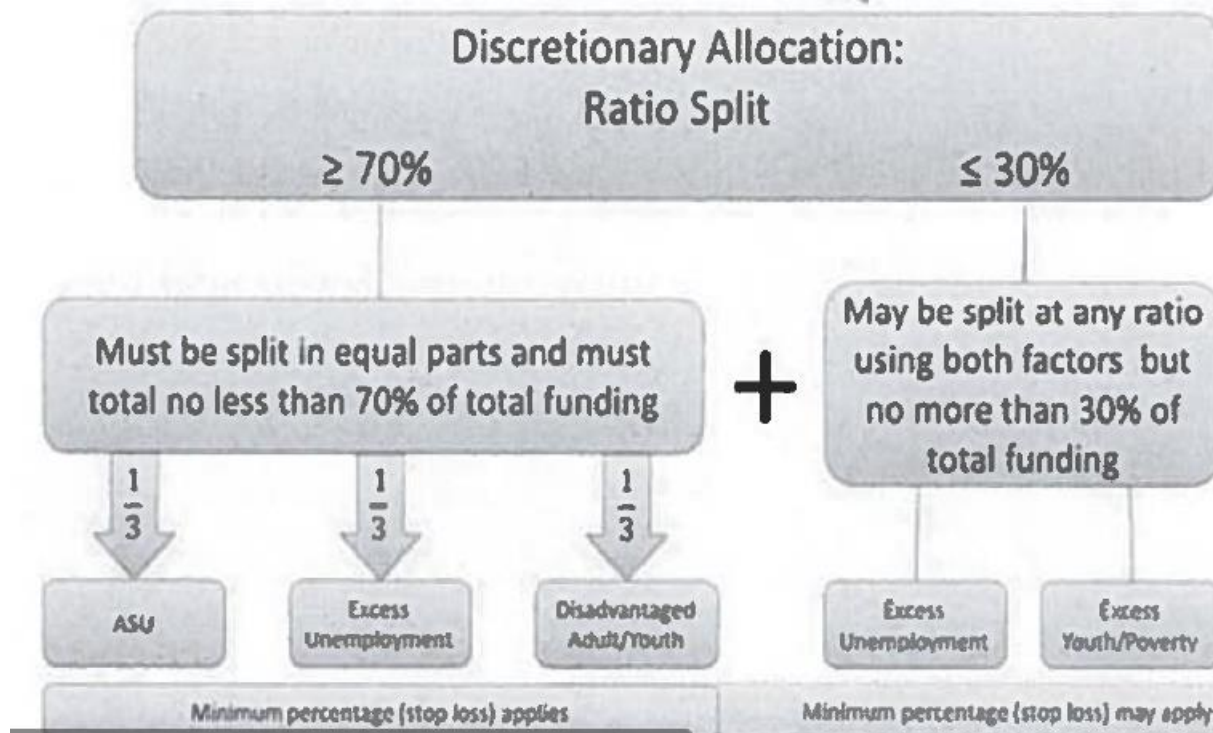 Discretionary Allocation:
Ratio Split
≥ 70%
≤ 30%
Must be split in equal parts and must
total no less than 70% of total funding
+
May be split at any ratio
using both factors but
no more than 30% of
total funding
1/3
1/3
1/3
ASU
Excess
Unemployment
Disadvantaged
Adult/Youth
Excess
Unemployment
Excess
Youth/Poverty
Minimum percentage (stop loss) applies
Minimum percentage (stop loss) may apply